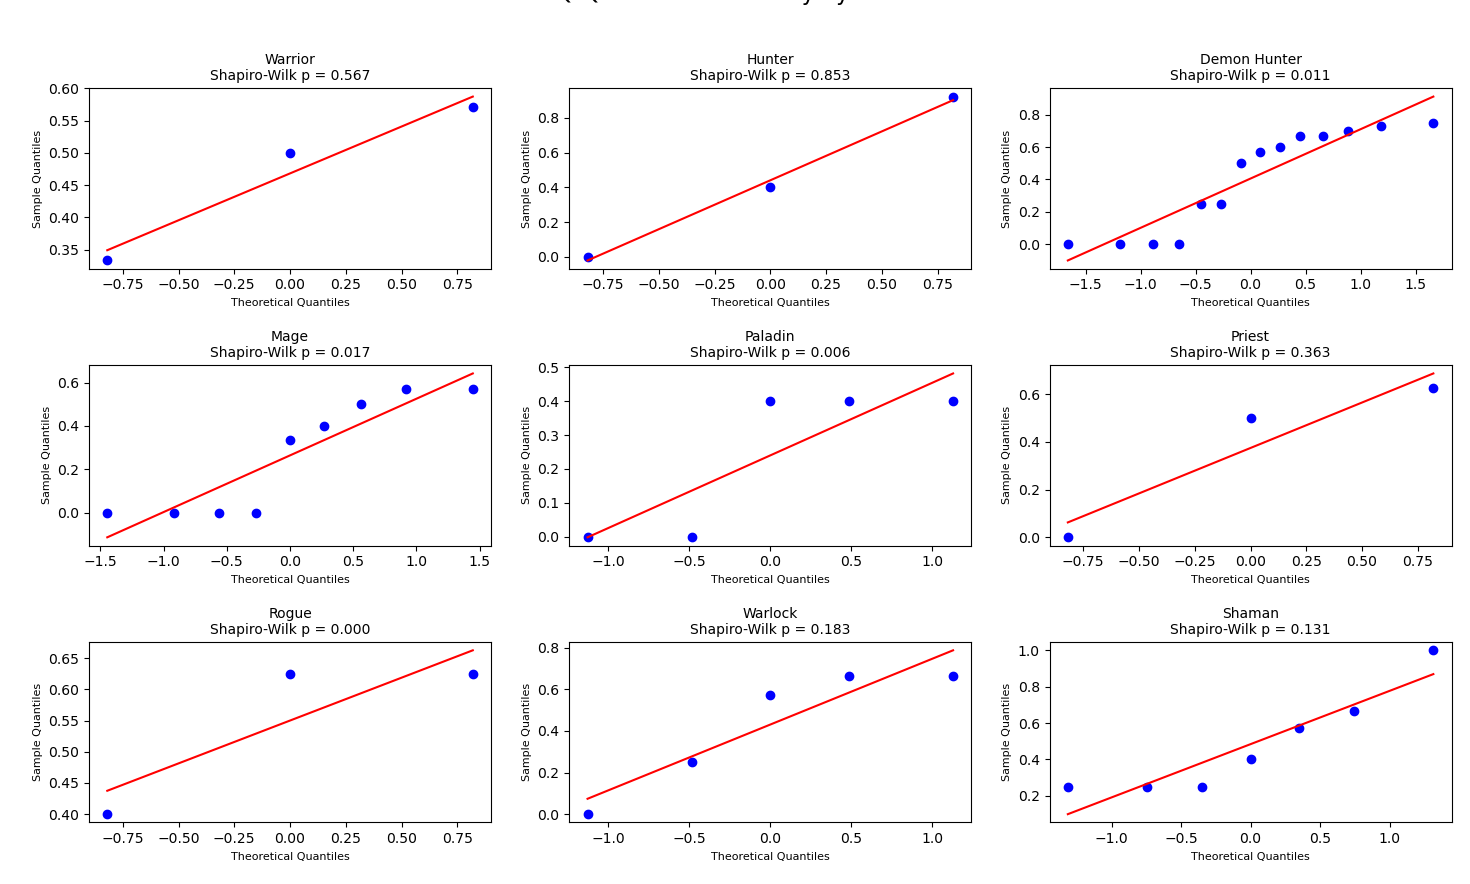 Warrior
Shapiro-Wilk p = 0.567
Sample Quantiles
0.60
0.55
0.50
0.45
0.40
0.35
−0.75 −0.50 −0.25 0.00 0.25 0.50 0.75
Theoretical Quantiles
Hunter
Shapiro-Wilk p = 0.853
Sample Quantiles
0.8
0.6
0.4
0.2
0.0
−0.75 −0.50 −0.25 0.00 0.25 0.50 0.75
Theoretical Quantiles
Demon Hunter
Shapiro-Wilk p = 0.011
Sample Quantiles
0.8
0.6
0.4
0.2
0.0
−1.5 −1.0 −0.5 0.0 0.5 1.0 1.5
Theoretical Quantiles
Mage
Shapiro-Wilk p = 0.017
Sample Quantiles
0.6
0.4
0.2
0.0
−1.5 −1.0 −0.5 0.0 0.5 1.0 1.5
Theoretical Quantiles
Paladin
Shapiro-Wilk p = 0.006
Sample Quantiles
0.5
0.4
0.3
0.2
0.1
0.0
−1.0 −0.5 0.0 0.5 1.0
Theoretical Quantiles
Priest
Shapiro-Wilk p = 0.363
Sample Quantiles
0.6
0.4
0.2
0.0
−0.75 −0.50 −0.25 0.00 0.25 0.50 0.75
Theoretical Quantiles
Rogue
Shapiro-Wilk p = 0.000
Sample Quantiles
0.65
0.60
0.55
0.50
0.45
0.40
−0.75 −0.50 −0.25 0.00 0.25 0.50 0.75
Theoretical Quantiles
Warlock
Shapiro-Wilk p = 0.183
Sample Quantiles
0.8
0.6
0.4
0.2
0.0
−1.0 −0.5 0.0 0.5 1.0
Theoretical Quantiles
Shaman
Shapiro-Wilk p = 0.131
Sample Quantiles
1.0
0.8
0.6
0.4
0.2
−1.0 −0.5 0.0 0.5 1.0
Theoretical Quantiles